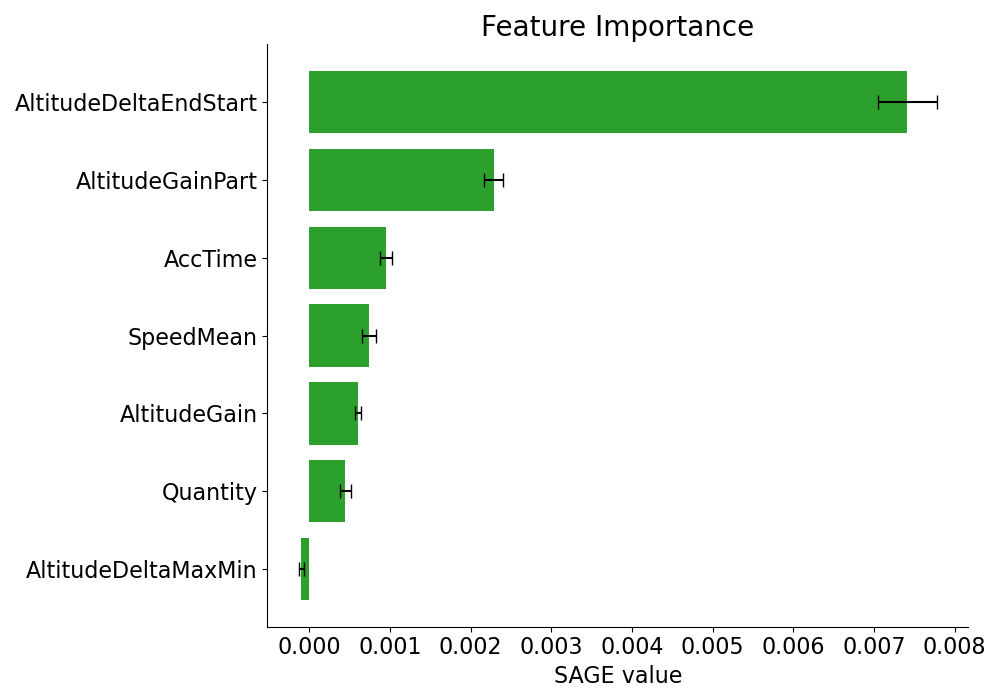 Feature Importance
AltitudeDeltaEndStart
AltitudeGainPart
AccTime
SpeedMean
AltitudeGain
Quantity
AltitudeDeltaMaxMin
0.000 0.001 0.002 0.003 0.004 0.005 0.006 0.007 0.008
SAGE value